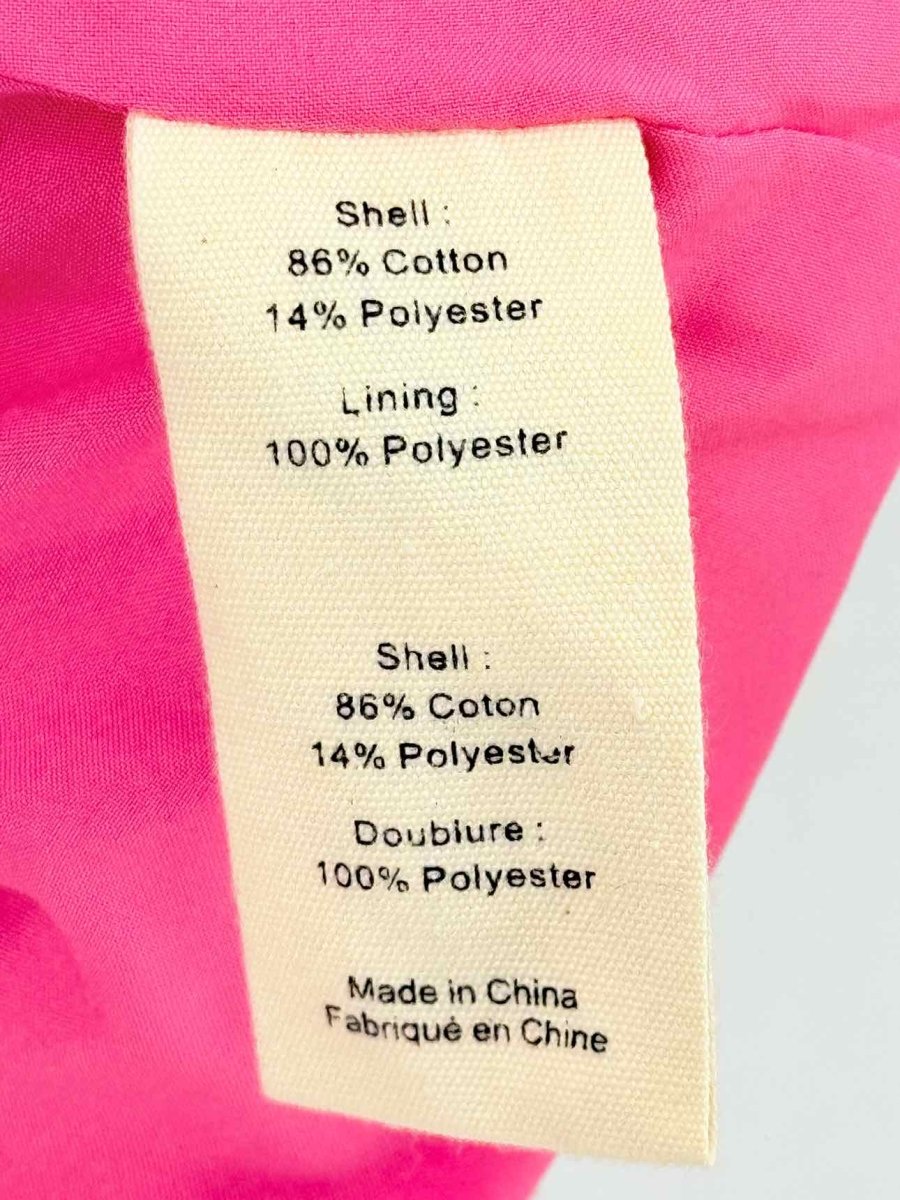 Shell :
86% Cotton
14% Polyester
Lining :
100% Polyester
Shell :
86% Coton
14% Polyester
Doublure :
100% Polyester
Made in China
Fabriqué en Chine